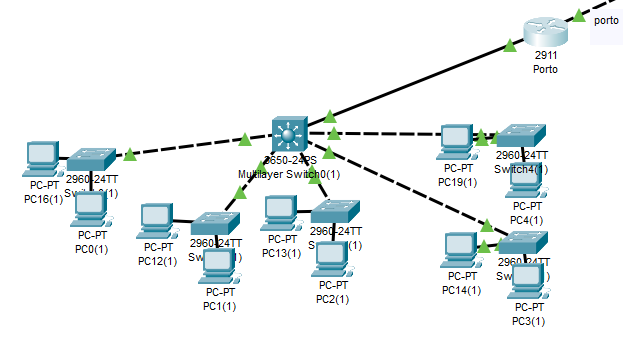 porto
2911
Porto
3650-24PS
Multilayer Switch0(1)
2960-24TT
Switch4(1)
PC-PT
PC19(1)
PC-PT
PC16(1)
2960-24TT
PC-PT
PC4(1)
PC-PT
PC0(1)
PC-PT
PC12(1)
2960-24TT
PC-PT
PC13(1)
2960-24TT
PC-PT
PC14(1)
2960-24TT
PC-PT
PC1(1)
PC-PT
PC2(1)
PC-PT
PC3(1)